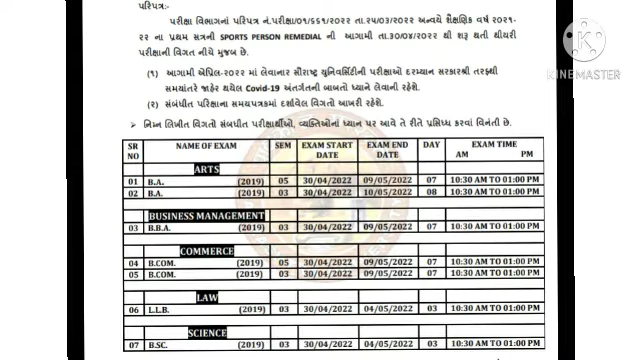 પરિપત્ર:-
પરીક્ષા વિભાગનાં પરિપત્ર નં.પરીક્ષા/૦૧/૬૬૧/૨૦૨૨ તા.૨૫/૦૩/૨૦૨૨ અન્વયે શૈક્ષણિક વર્ષ ૨૦૨૧-
૨૨ ના પ્રથમ સત્રની SPORTS PERSON REMEDIAL ની આગામી તા.૩૦/૦૪/૨૦૨૨ થી શરૂ થતી થીયરી
પરીક્ષાની વિગત નીચે મુજબ છે.
(૧) આગામી એપ્રિલ-૨૦૨૨ માં લેવાનાર સૌરાષ્ટ્ર યુનિવર્સિટીની પરીક્ષાઓ દરમ્યાન સરકારશ્રી તરફથી
સમયાંતરે જાહેર થયેલ Covid-19 અંતર્ગતની બાબતો ધ્યાને લેવાની રહેશે.
(૨) સંબંધીત પરિક્ષાના સમયપત્રકમાં દર્શાવેલ વિગતો આખરી રહેશે.
➢ નિમ્ન લિખીત વિગતો સંબંધીત પરીક્ષાર્થીઓ, વ્યક્તિઓનાં ધ્યાન પર આવે તે રીતે પ્રસિધ્ધ કરવાં વિનંતી છે.
KINEMASTER
SR NO NAME OF EXAM SEM EXAM START DATE EXAM END DATE DAY EXAM TIME AM PM
ARTS
01 B.A. (2019) 05 30/04/2022 09/05/2022 07 10:30 AM TO 01:00 PM
02 B.A. (2019) 03 30/04/2022 10/05/2022 08 10:30 AM TO 01:00 PM
BUSINESS MANAGEMENT
03 B.B.A. (2019) 03 30/04/2022 09/05/2022 07 10:30 AM TO 01:00 PM
COMMERCE
04 B.COM. (2019) 05 30/04/2022 09/05/2022 07 10:30 AM TO 01:00 PM
05 B.COM. (2019) 03 30/04/2022 09/05/2022 07 10:30 AM TO 01:00 PM
LAW
06 L.L.B. (2019) 03 30/04/2022 04/05/2022 03 10:30 AM TO 01:00 PM
SCIENCE
07 B.SC. (2019) 03 30/04/2022 04/05/2022 03 10:30 AM TO 01:00 PM